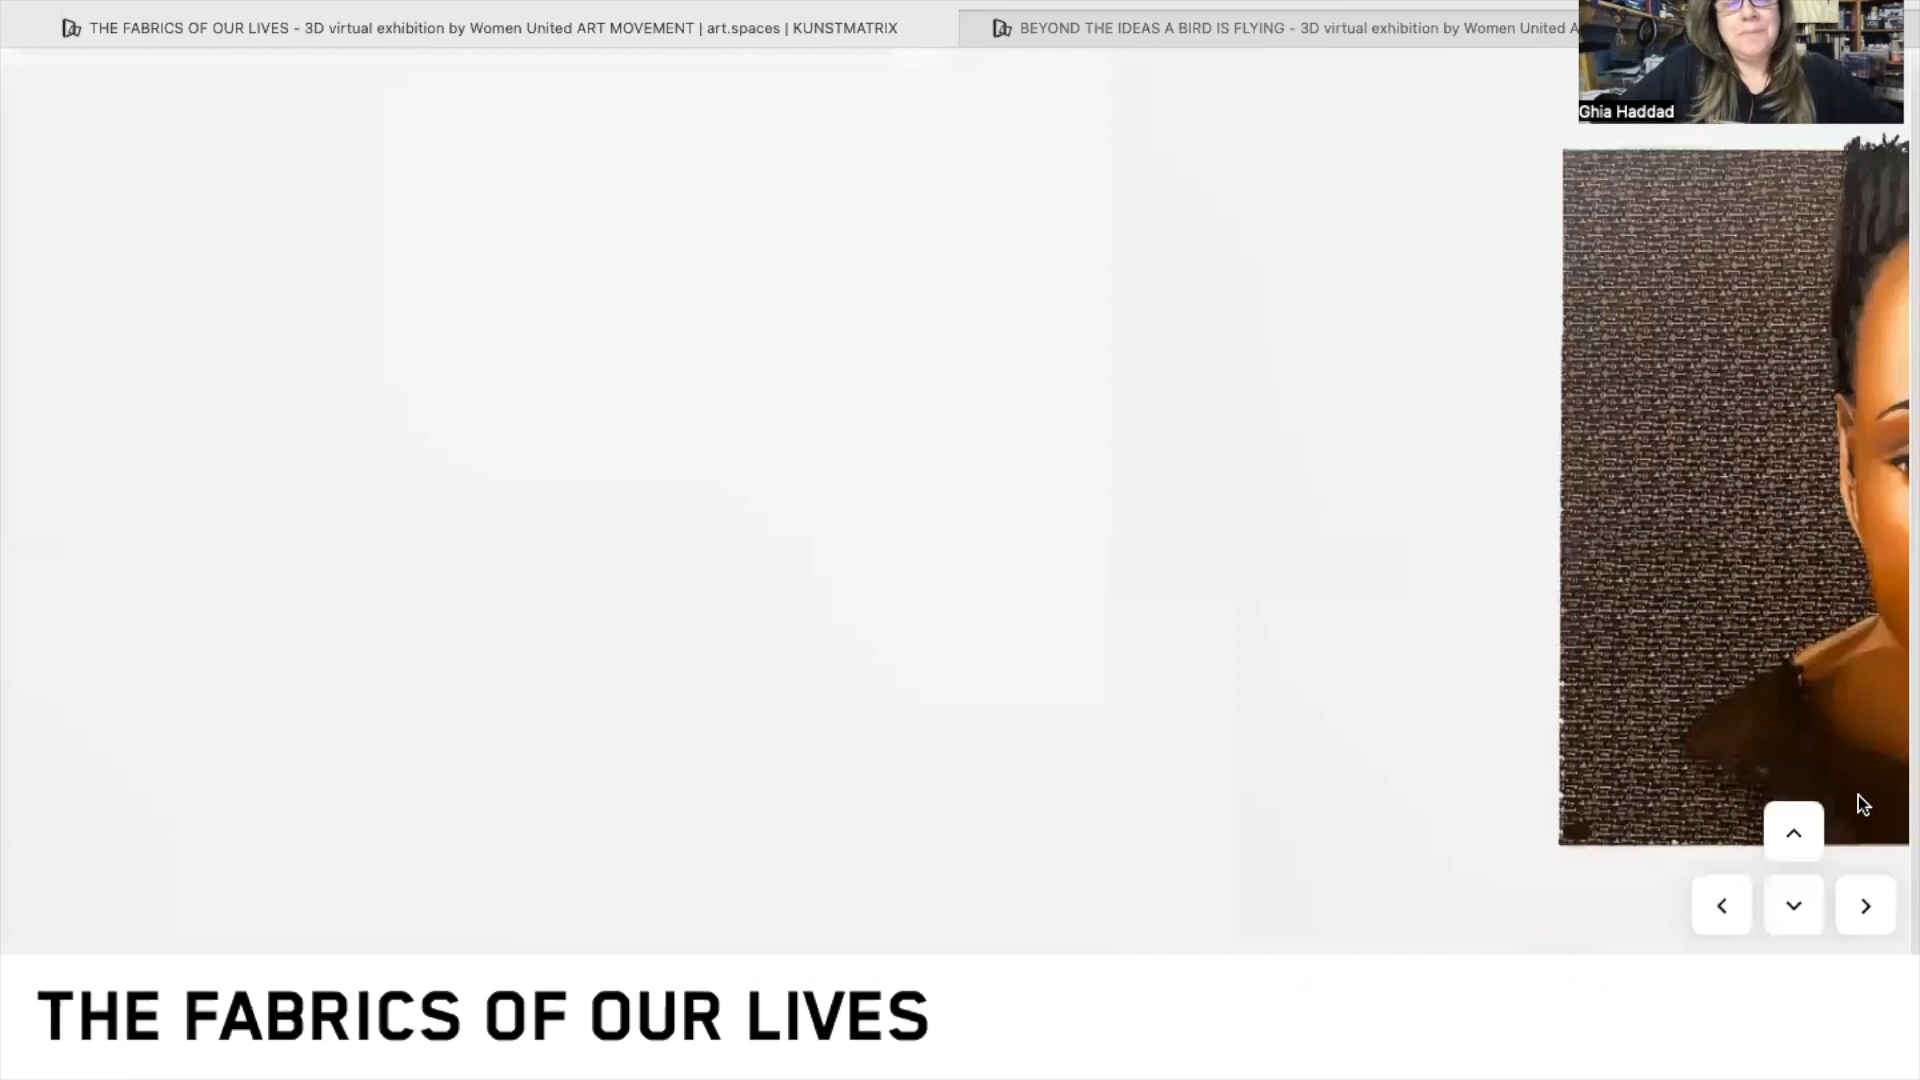 THE FABRICS OF OUR LIVES - 3D virtual exhibition by Women United ART MOVEMENT | art.spaces | KUNSTMATRIX
BEYOND THE IDEAS A BIRD IS FLYING - 3D virtual exhibition by Women United A
Ghia Haddad
THE FABRICS OF OUR LIVES